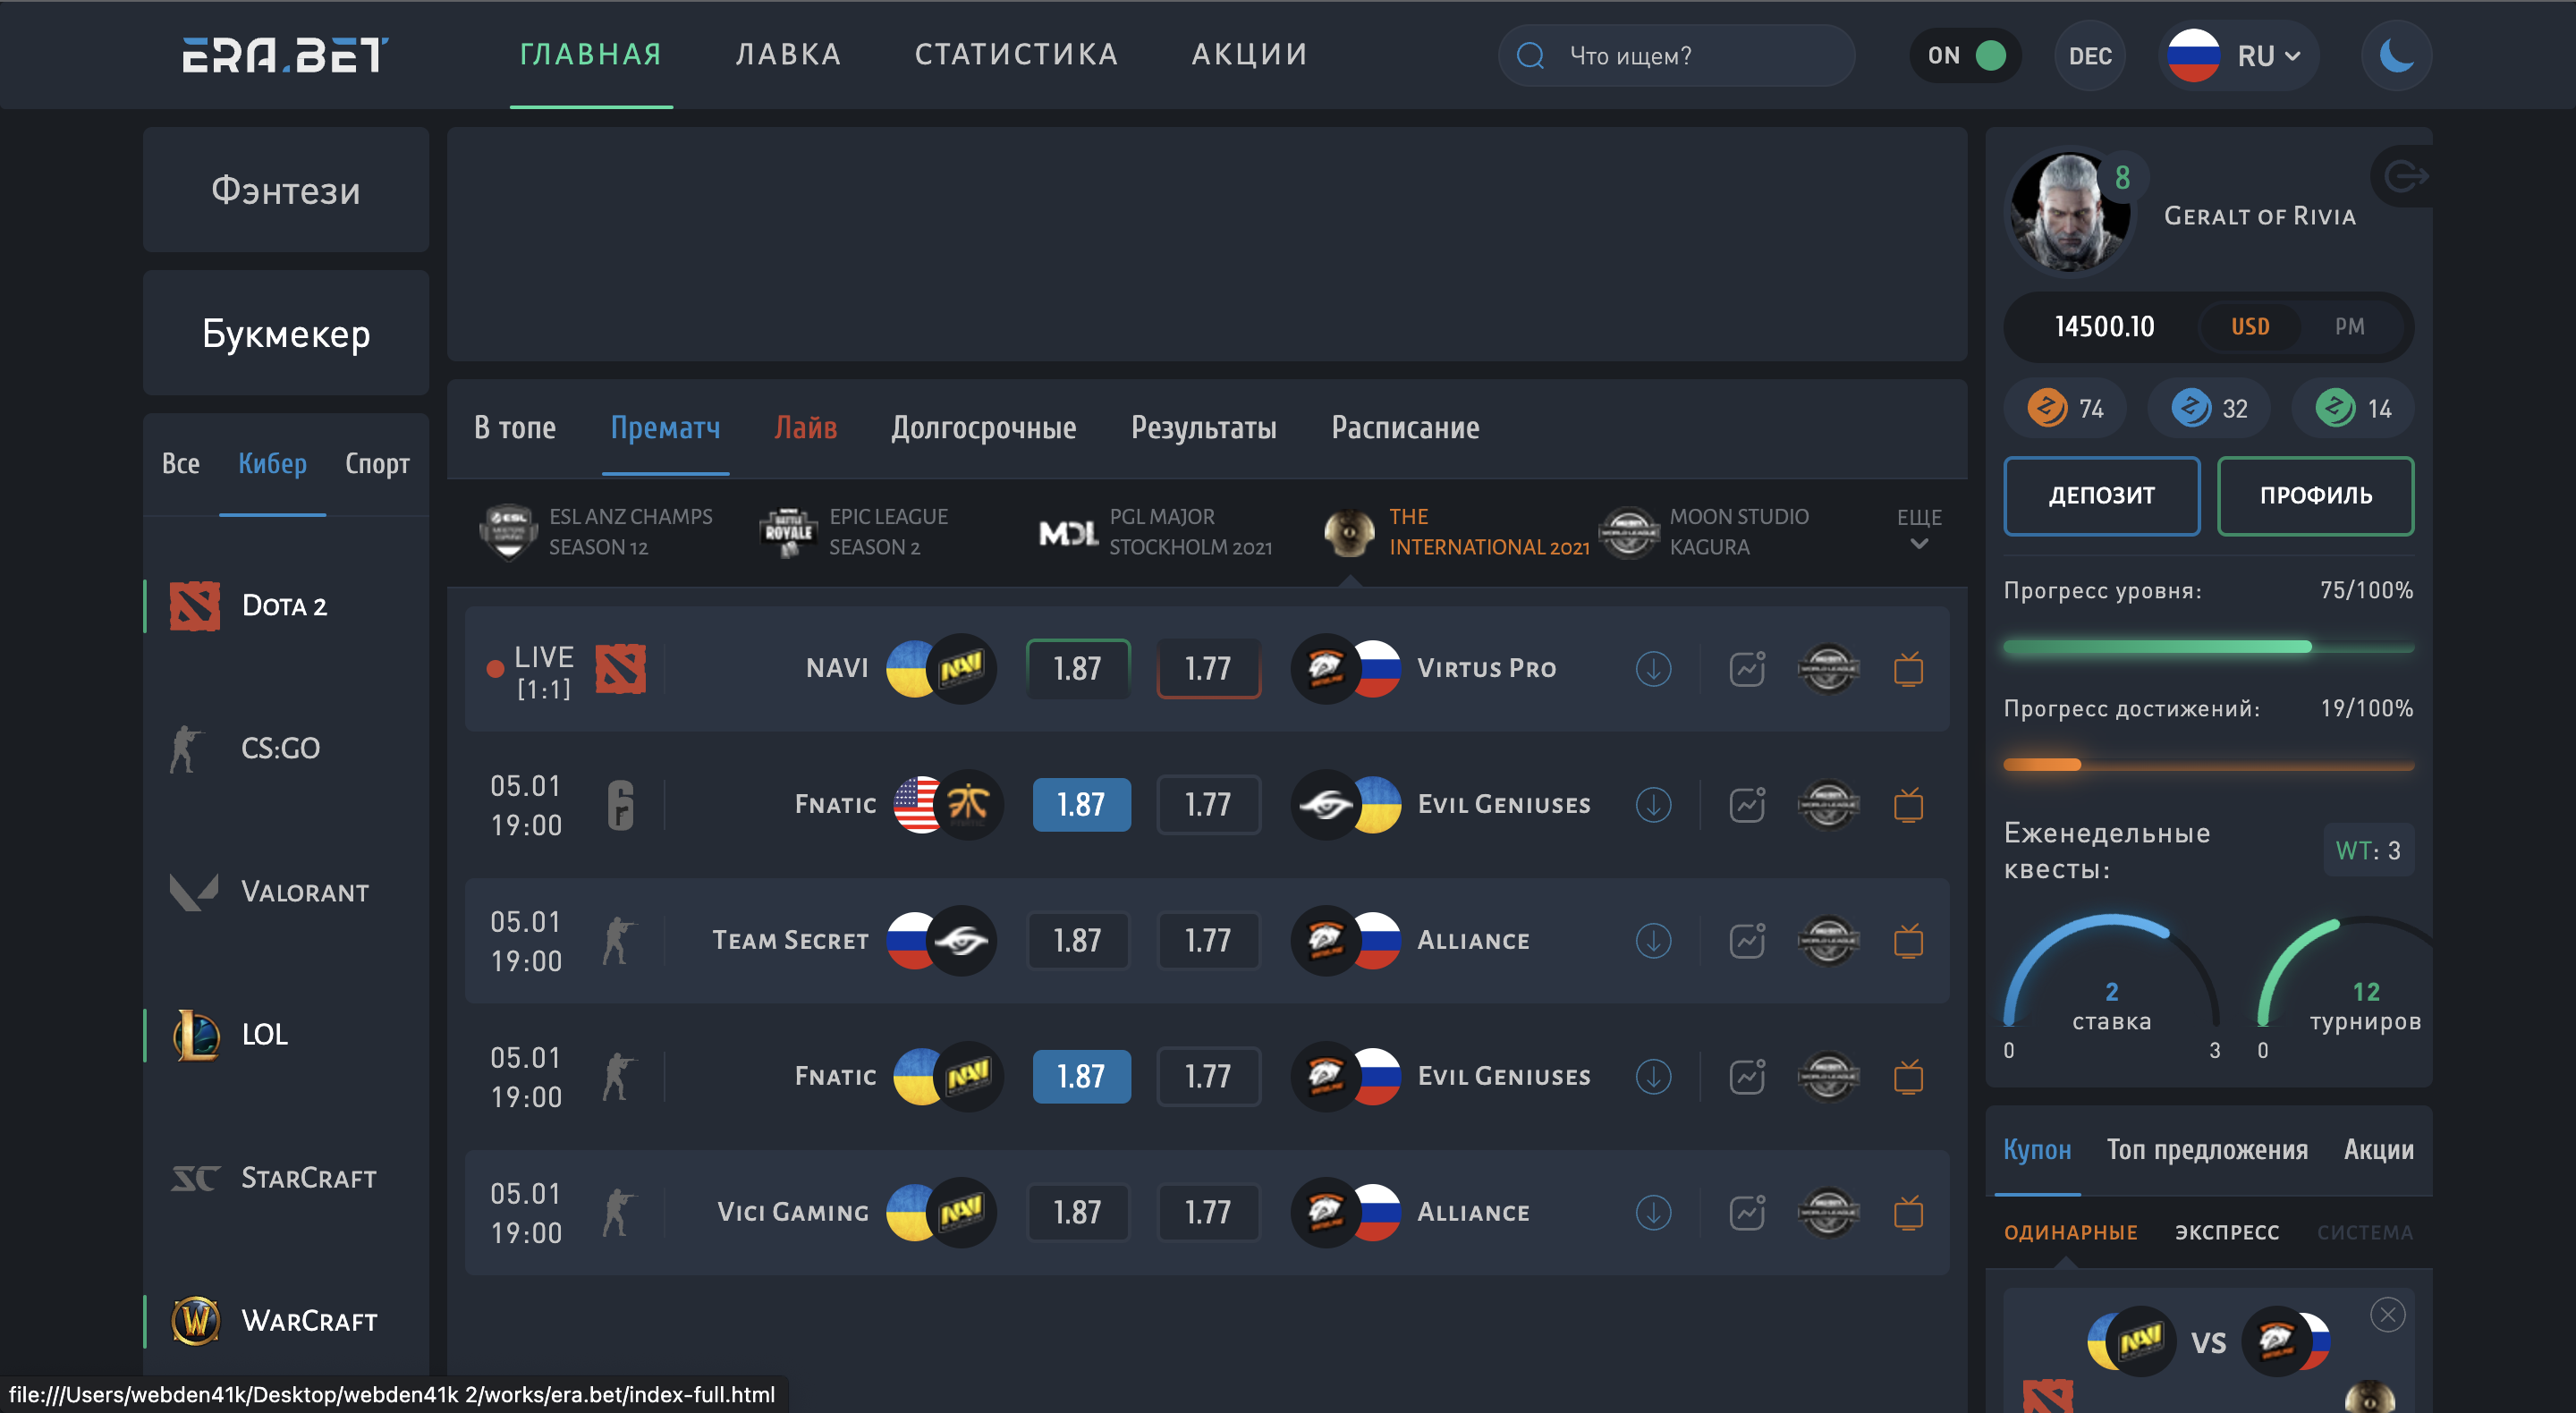 ERA.BET
ГЛАВНАЯ
ЛАВКА
СТАТИСТИКА
АКЦИИ
Что ищем?
ON
DEC
RU
Фэнтези
Букмекер
Все
Кибер
Спорт
Dota 2
CS:GO
Valorant
LOL
StarCraft
WarCraft
В топе
Прематч
Лайв
Долгосрочные
Результаты
Расписание
ESL ANZ CHAMPS
SEASON 12
EPIC LEAGUE
SEASON 2
PGL MAJOR
STOCKHOLM 2021
THE
INTERNATIONAL 2021
MOON STUDIO
KAGURA
ЕЩЕ
LIVE
[1:1]
NAVI
1.87
1.77
Virtus Pro
05.01
19:00
Fnatic
1.87
1.77
Evil Geniuses
05.01
19:00
Team Secret
1.87
1.77
Alliance
05.01
19:00
Fnatic
1.87
1.77
Evil Geniuses
05.01
19:00
Vici Gaming
1.87
1.77
Alliance
8
Geralt of Rivia
14500.10
USD
PM
74
32
14
ДЕПОЗИТ
ПРОФИЛЬ
Прогресс уровня:
75/100%
Прогресс достижений:
19/100%
Еженедельные
квесты:
WT: 3
2
ставка
0
3
12
турниров
0
Купон
Топ предложения
Акции
ОДИНАРНЫЕ
ЭКСПРЕСС
СИСТЕМА
VS
file:///Users/webden41k/Desktop/webden41k 2/works/era.bet/index-full.html